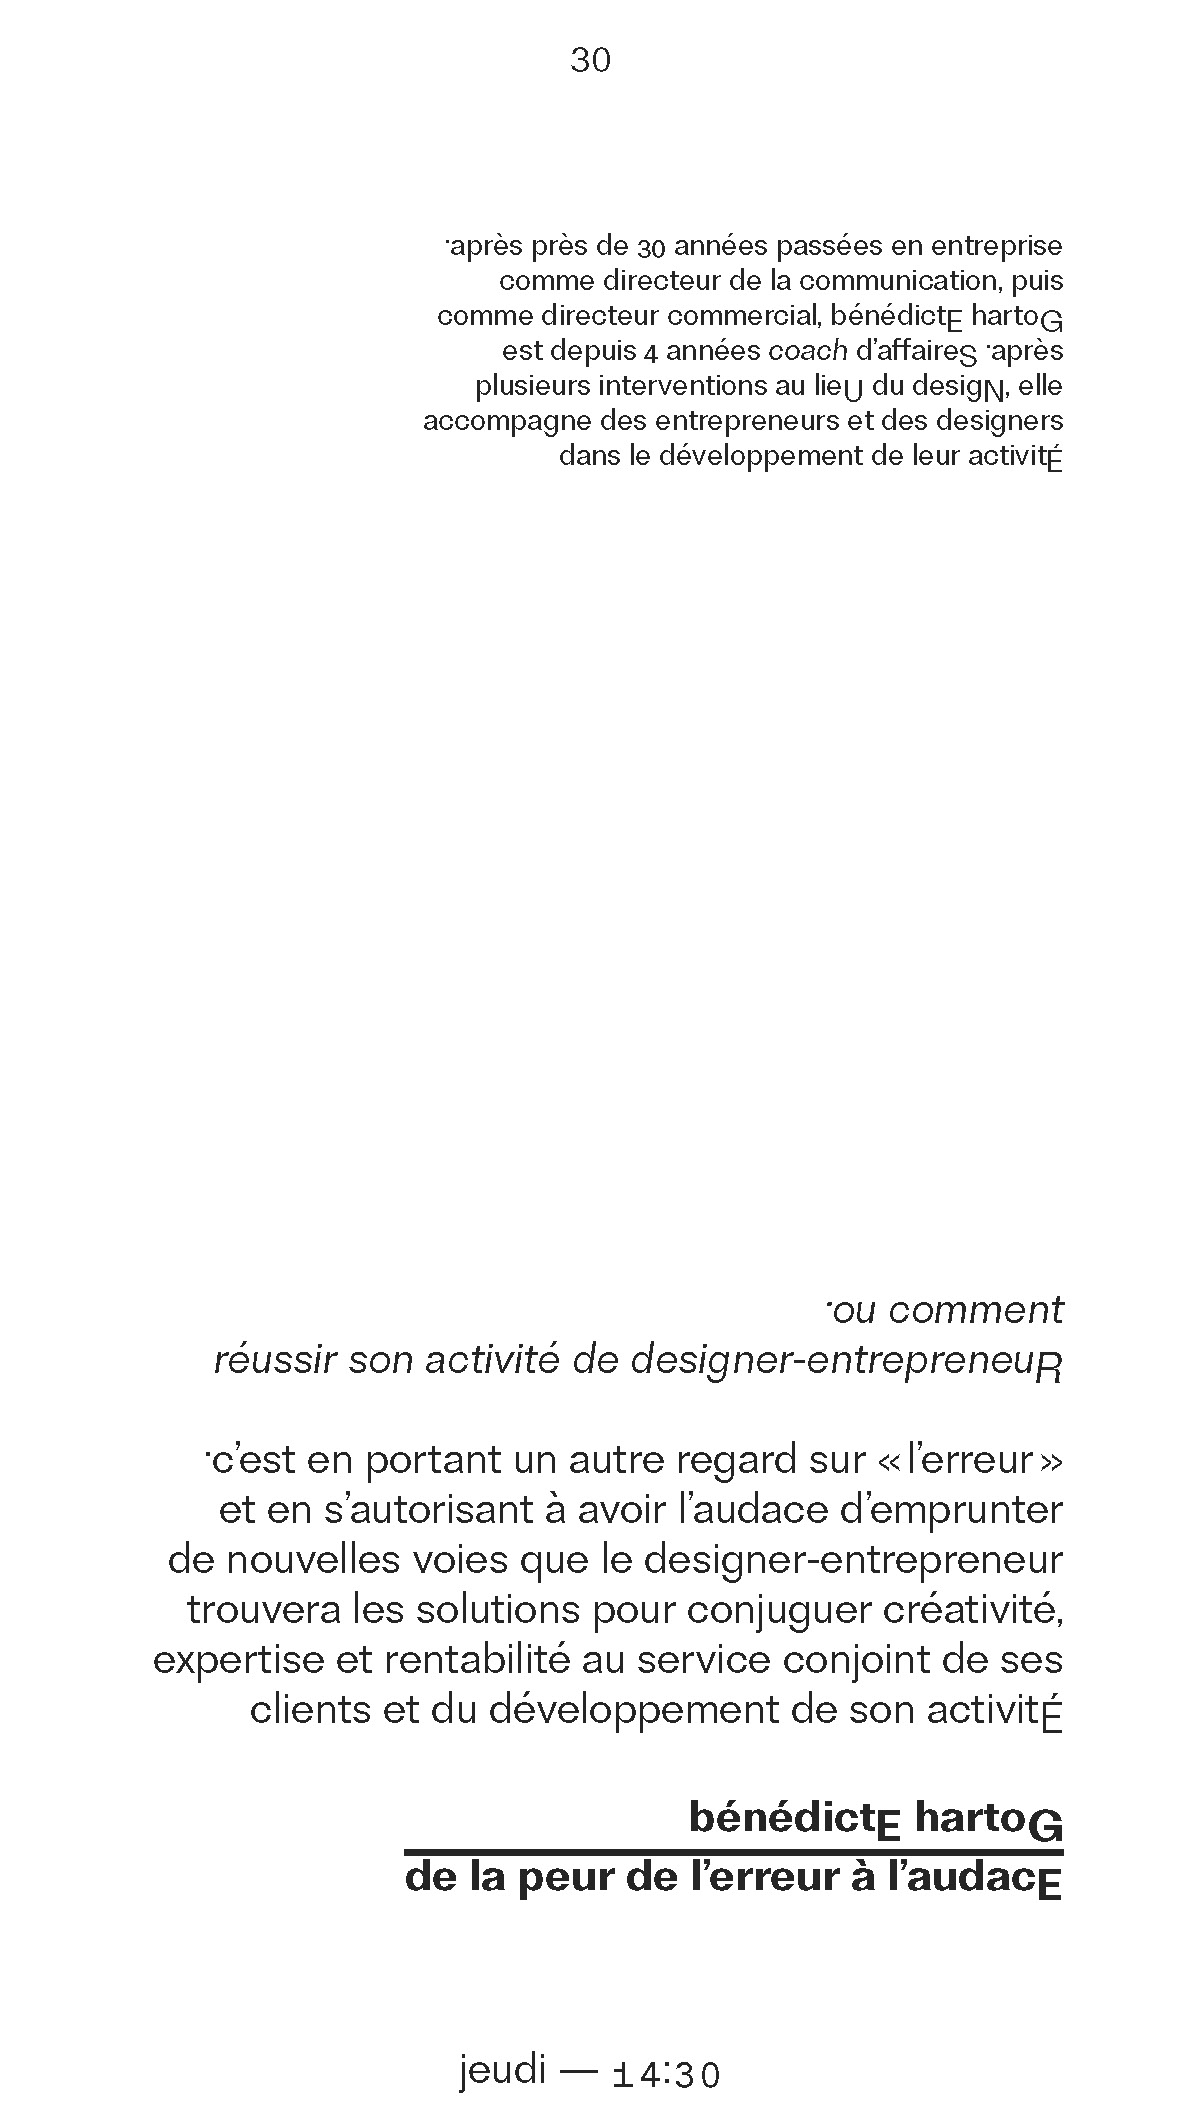 30
·après près de 30 années passées en entreprise
comme directeur de la communication, puis
comme directeur commercial, bénédictE hartoG
est depuis 4 années coach d’affaireS ·après
plusieurs interventions au lieU du desigN, elle
accompagne des entrepreneurs et des designers
dans le développement de leur activitÉ
·ou comment
réussir son activité de designer-entrepreneuR
·c’est en portant un autre regard sur « l’erreur »
et en s’autorisant à avoir l’audace d’emprunter
de nouvelles voies que le designer-entrepreneur
trouvera les solutions pour conjuguer créativité,
expertise et rentabilité au service conjoint de ses
clients et du développement de son activitÉ
bénédictE hartoG
de la peur de l’erreur à l’audacE
jeudi — 14:30